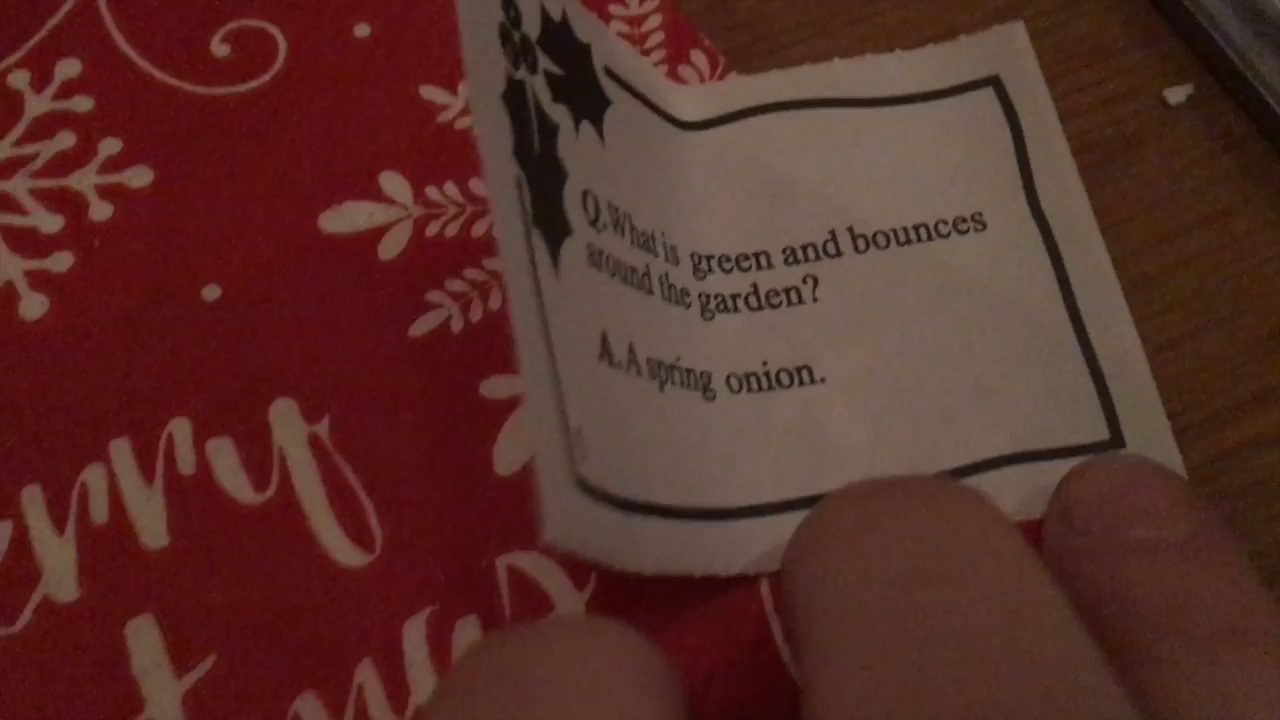 Q.What is green and bounces
around the garden?
A.A spring onion.